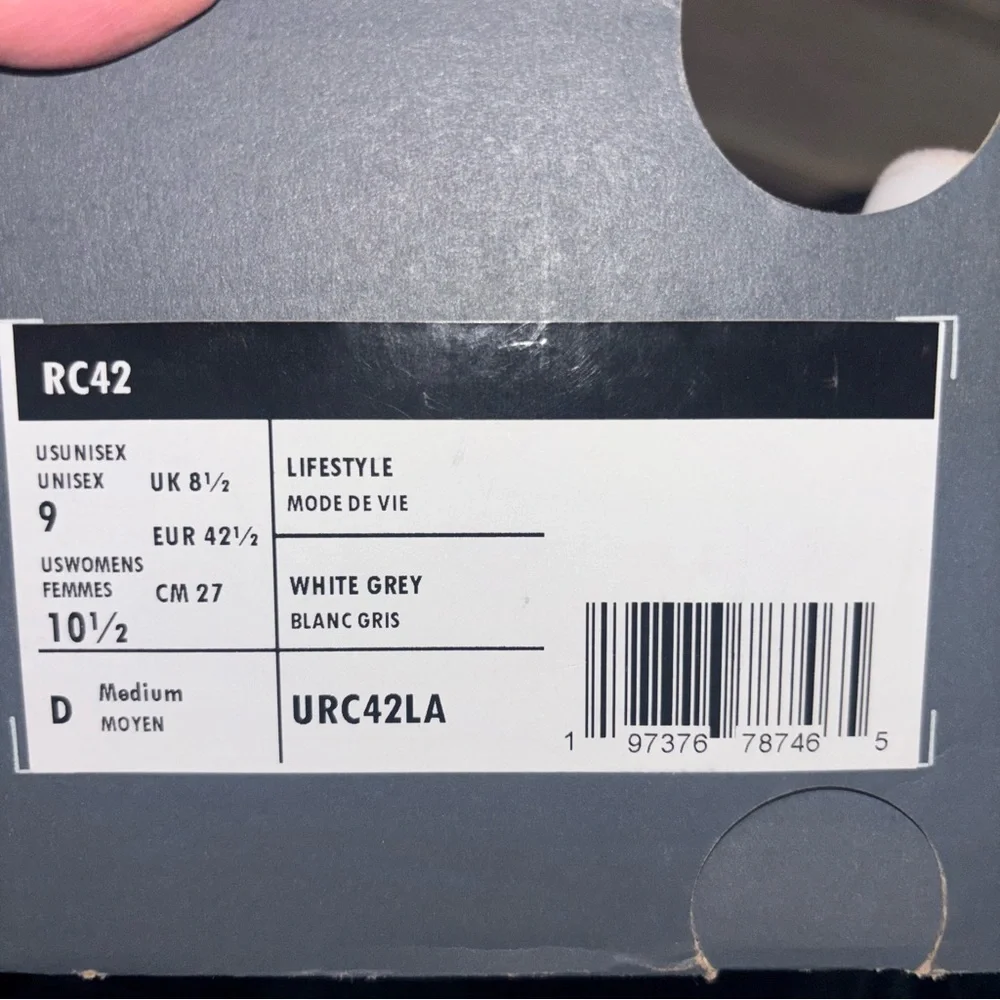 RC42
USUNISEX
UNISEX
9
UK 8½
EUR 42½
USWOMENS
FEMMES
10½
CM 27
D
Medium
MOYEN
LIFESTYLE
MODE DE VIE
WHITE GREY
BLANC GRIS
URC42LA
1 97376 78746 5